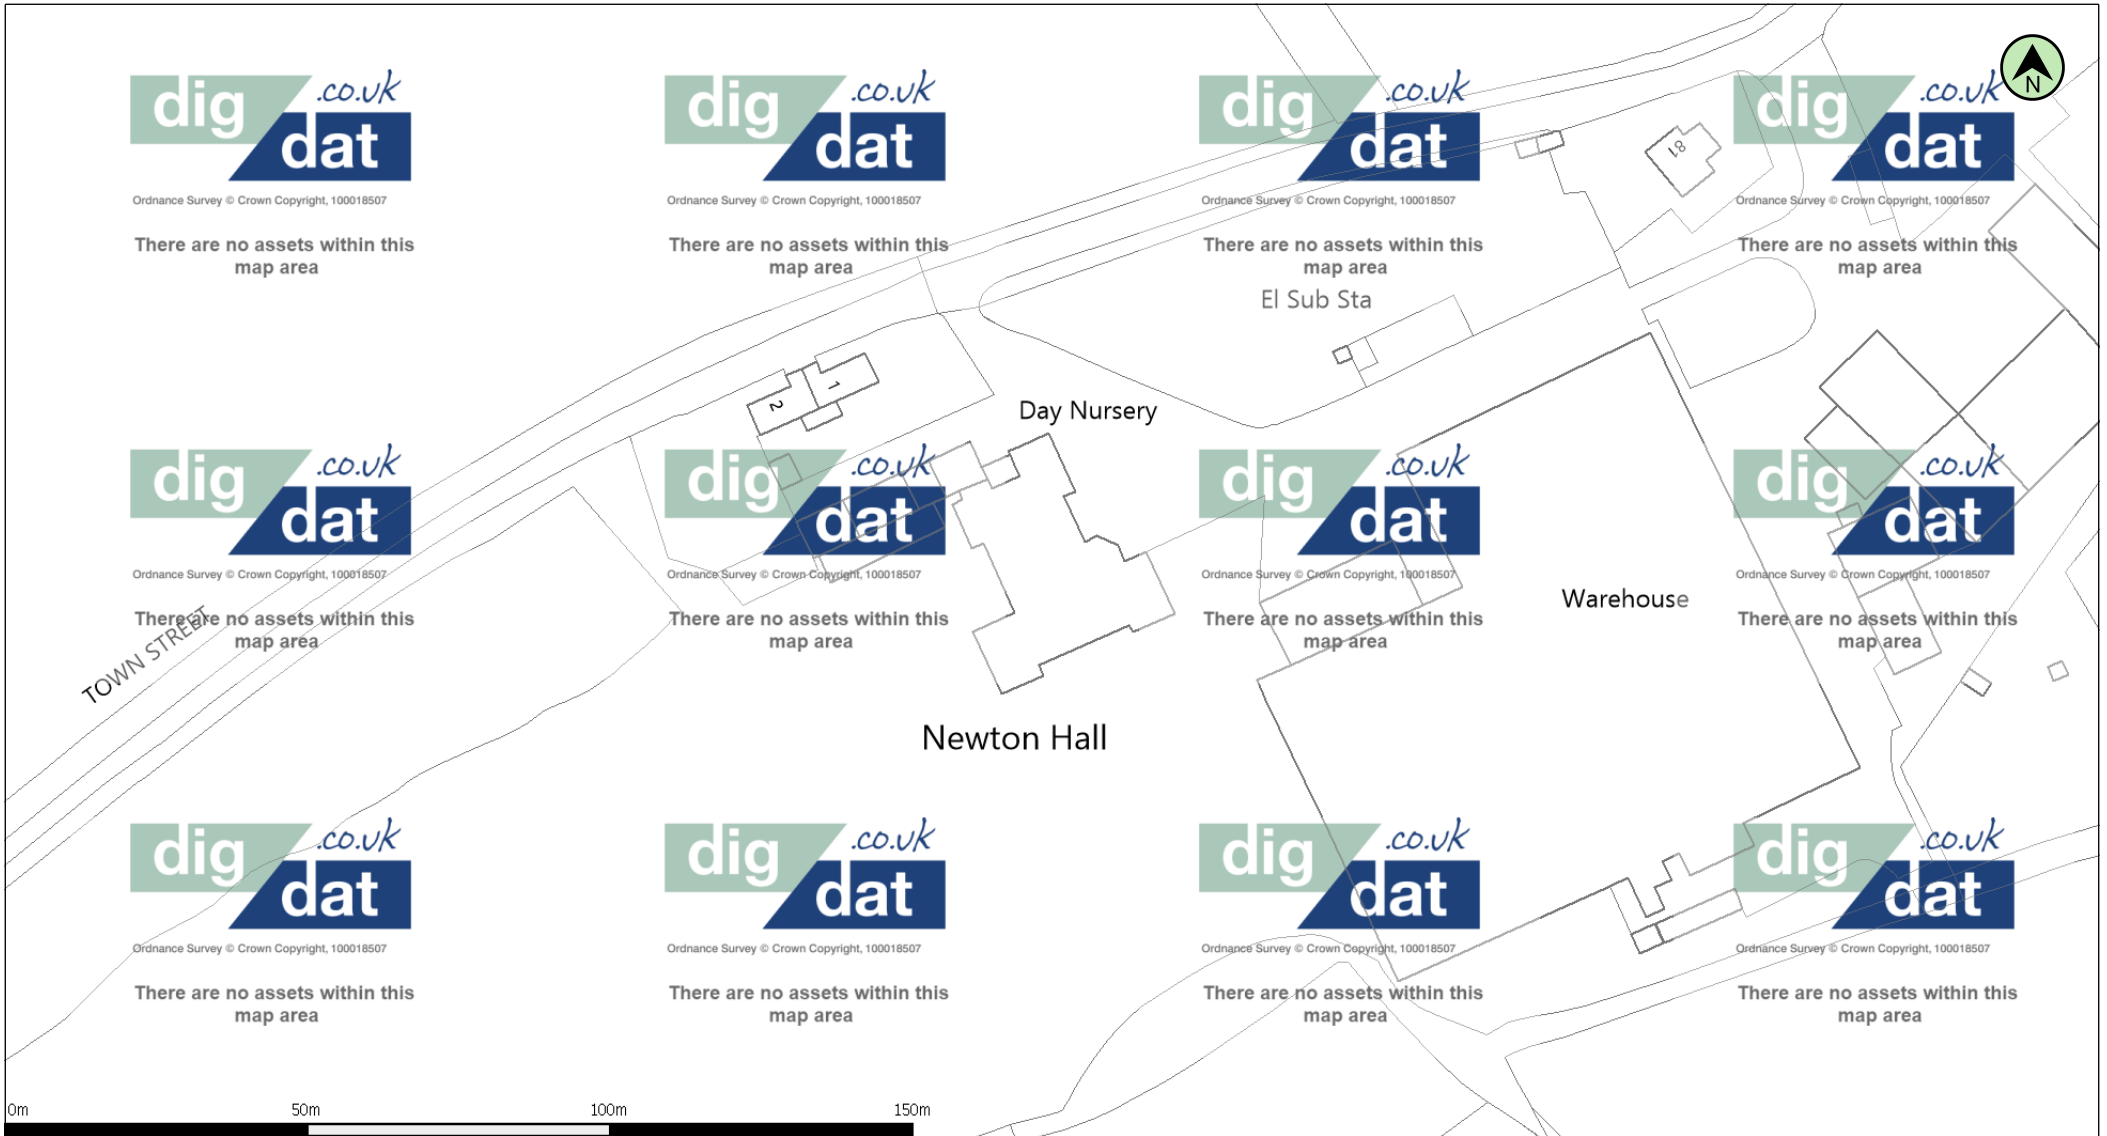 dig .co.uk dig .co.uk dig .co.uk dig .co.uk
N
dat dat dat dat
81
Ordnance Survey © Crown Copyright, 100018507 Ordnance Survey © Crown Copyright, 100018507 Ordnance Survey © Crown Copyright, 100018507 Ordnance Survey © Crown Copyright, 100018507
There are no assets within this There are no assets within this There are no assets within this There are no assets within this
map area map area map area map area
El Sub Sta
1
2
Day Nursery
dig .co.uk dig .co.uk dig .co.uk dig .co.uk
dat dat dat dat
Ordnance Survey © Crown Copyright, 100018507 Ordnance Survey © Crown Copyright, 100018507 Ordnance Survey © Crown Copyright, 100018507 Ordnance Survey © Crown Copyright, 100018507
Warehouse
There are no assets within this There are no assets within this There are no assets within this There are no assets within this
map area map area map area map area
TOWN STREET
Newton Hall
dig .co.uk dig .co.uk dig .co.uk dig .co.uk
dat dat dat dat
Ordnance Survey © Crown Copyright, 100018507 Ordnance Survey © Crown Copyright, 100018507 Ordnance Survey © Crown Copyright, 100018507 Ordnance Survey © Crown Copyright, 100018507
There are no assets within this There are no assets within this There are no assets within this There are no assets within this
map area map area map area map area
0m 50m 100m 150m